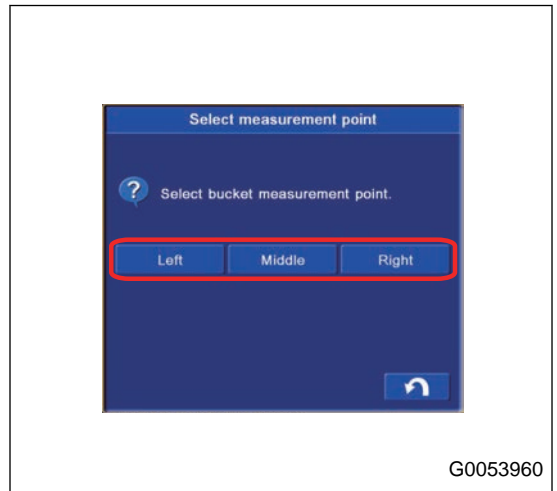 Select measurement point
Select bucket measurement point.
Left Middle Right
G0053960